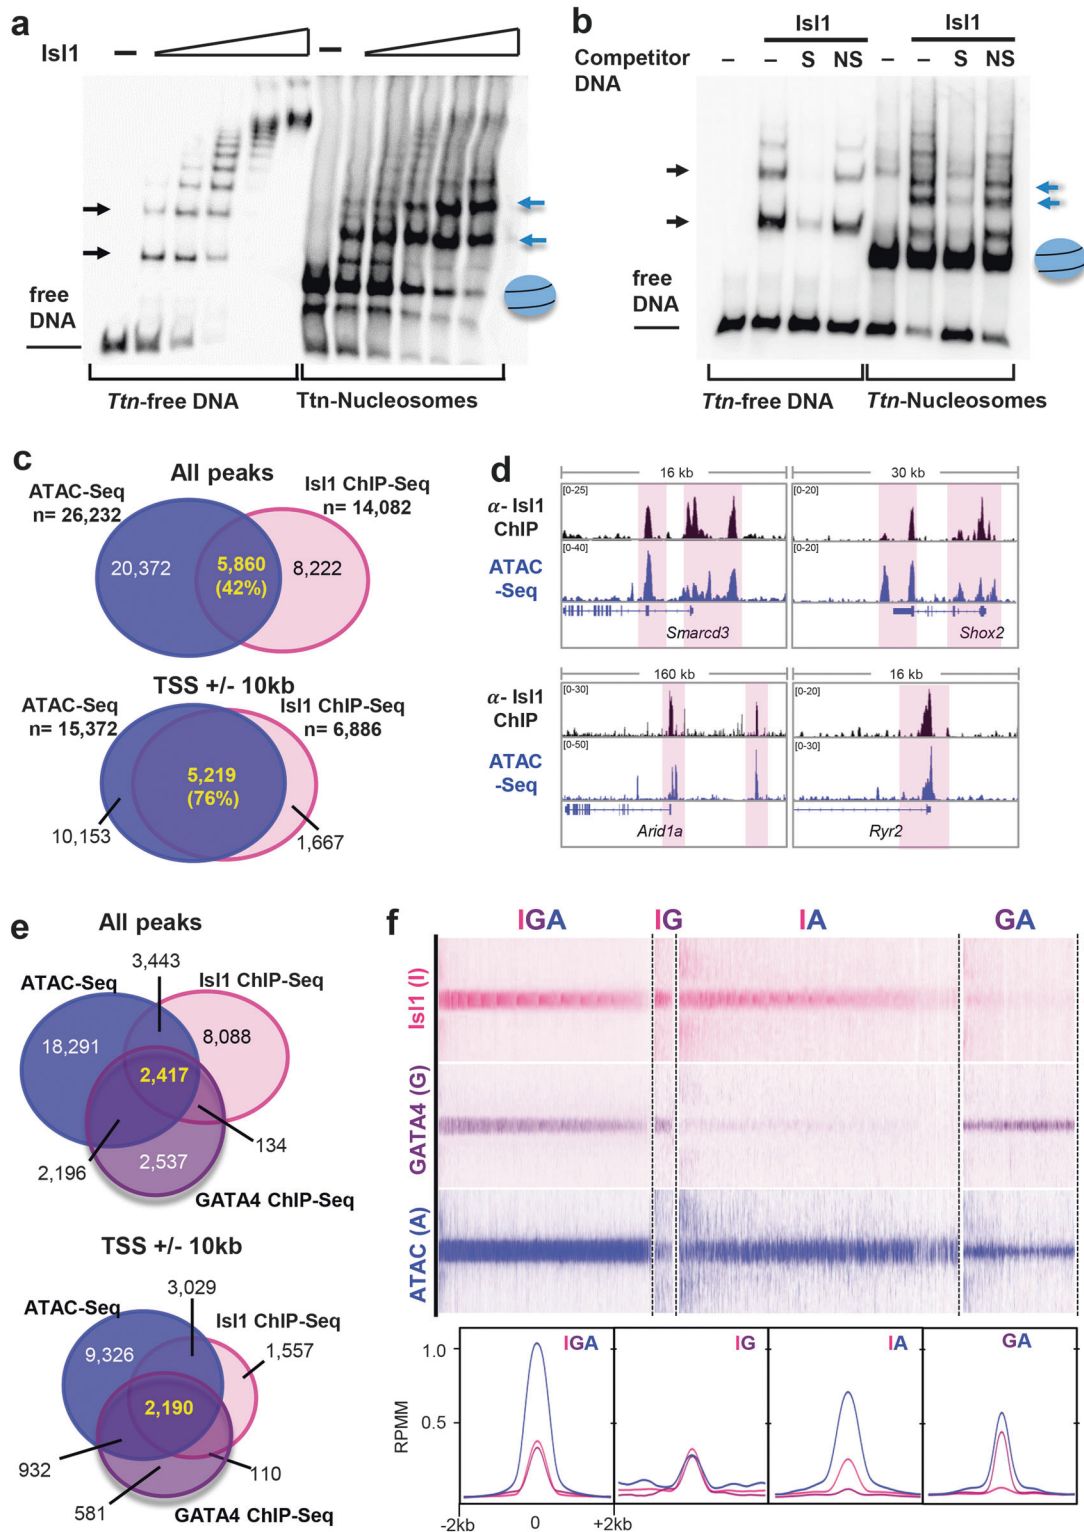 a
Isl1
–
–
free
DNA
Ttn-free DNA
Ttn-Nucleosomes
b
Isl1
Isl1
Competitor
DNA
– – S NS – – S NS
free
DNA
Ttn-free DNA
Ttn-Nucleosomes
c
All peaks
ATAC-Seq
n= 26,232
Isl1 ChIP-Seq
n= 14,082
20,372
5,860
(42%)
8,222
TSS +/- 10kb
ATAC-Seq
n= 15,372
Isl1 ChIP-Seq
n= 6,886
5,219
(76%)
10,153
1,667
d
16 kb
30 kb
α- Isl1
ChIP
[0-25]
[0-20]
ATAC
-Seq
[0-40]
[0-20]
Smarcd3
Shox2
160 kb
16 kb
α- Isl1
ChIP
[0-30]
[0-20]
ATAC
-Seq
[0-50]
[0-30]
Arid1a
Ryr2
e
All peaks
ATAC-Seq
3,443
Isl1 ChIP-Seq
18,291
8,088
2,417
2,196
2,537
134
GATA4 ChIP-Seq
TSS +/- 10kb
ATAC-Seq
3,029
Isl1 ChIP-Seq
9,326
1,557
2,190
932
581
110
GATA4 ChIP-Seq
f
IGA IG IA GA
Isl1 (I)
GATA4 (G)
ATAC (A)
RPMM
1.0
0.5
IGA
IG
IA
GA
-2kb 0 +2kb